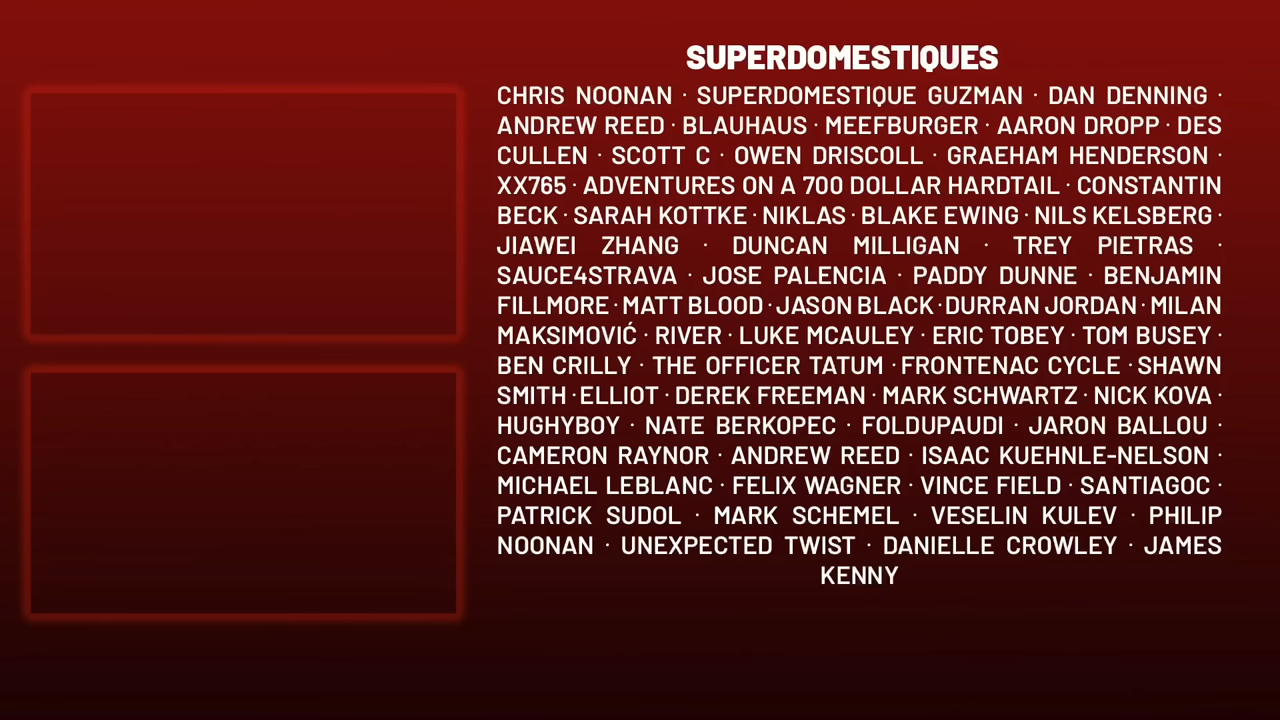 SUPERDOMESTIQUES
CHRIS NOONAN · SUPERDOMESTIQUE GUZMAN · DAN DENNING ·
ANDREW REED · BLAUHAUS · MEEFBURGER · AARON DROPP · DES
CULLEN · SCOTT C · OWEN DRISCOLL · GRAEHAM HENDERSON ·
XX765 · ADVENTURES ON A 700 DOLLAR HARDTAIL · CONSTANTIN
BECK · SARAH KOTTKE · NIKLAS · BLAKE EWING · NILS KELSBERG ·
JIAWEI ZHANG · DUNCAN MILLIGAN · TREY PIETRAS ·
SAUCE4STRAVA · JOSE PALENCIA · PADDY DUNNE · BENJAMIN
FILLMORE · MATT BLOOD · JASON BLACK · DURRAN JORDAN · MILAN
MAKSIMOVIĆ · RIVER · LUKE MCAULEY · ERIC TOBEY · TOM BUSEY ·
BEN CRILLY · THE OFFICER TATUM · FRONTENAC CYCLE · SHAWN
SMITH · ELLIOT · DEREK FREEMAN · MARK SCHWARTZ · NICK KOVA ·
HUGHYBOY · NATE BERKOPEC · FOLDUPAUDI · JARON BALLOU ·
CAMERON RAYNOR · ANDREW REED · ISAAC KUEHNLE-NELSON ·
MICHAEL LEBLANC · FELIX WAGNER · VINCE FIELD · SANTIAGOC ·
PATRICK SUDOL · MARK SCHEMEL · VESELIN KULEV · PHILIP
NOONAN · UNEXPECTED TWIST · DANIELLE CROWLEY · JAMES
KENNY